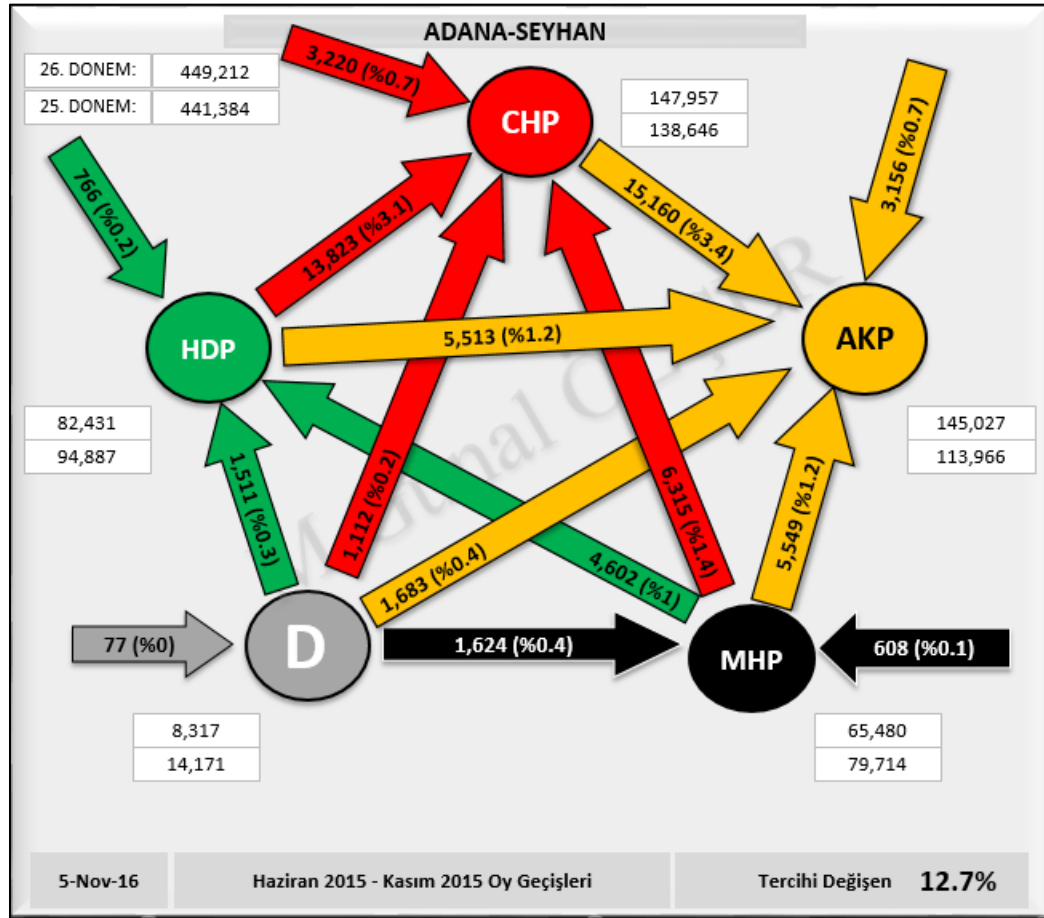 ADANA-SEYHAN
26. DONEM: 449,212
25. DONEM: 441,384
3,220 (%0.7)
CHP
147,957
138,646
3,156 (%0.7)
766 (%0.2)
13,823 (%3.1)
15,160 (%3.4)
HDP
5,513 (%1.2)
AKP
82,431
94,887
145,027
113,966
1,511 (%0.3)
1,112 (%0.2)
1,683 (%0.4)
4,602 (%1)
6,315 (%1.4)
5,549 (%1.2)
77 (%0)
D
1,624 (%0.4)
MHP
608 (%0.1)
8,317
14,171
65,480
79,714
5-Nov-16
Haziran 2015 - Kasım 2015 Oy Geçişleri
Tercihi Değişen 12.7%